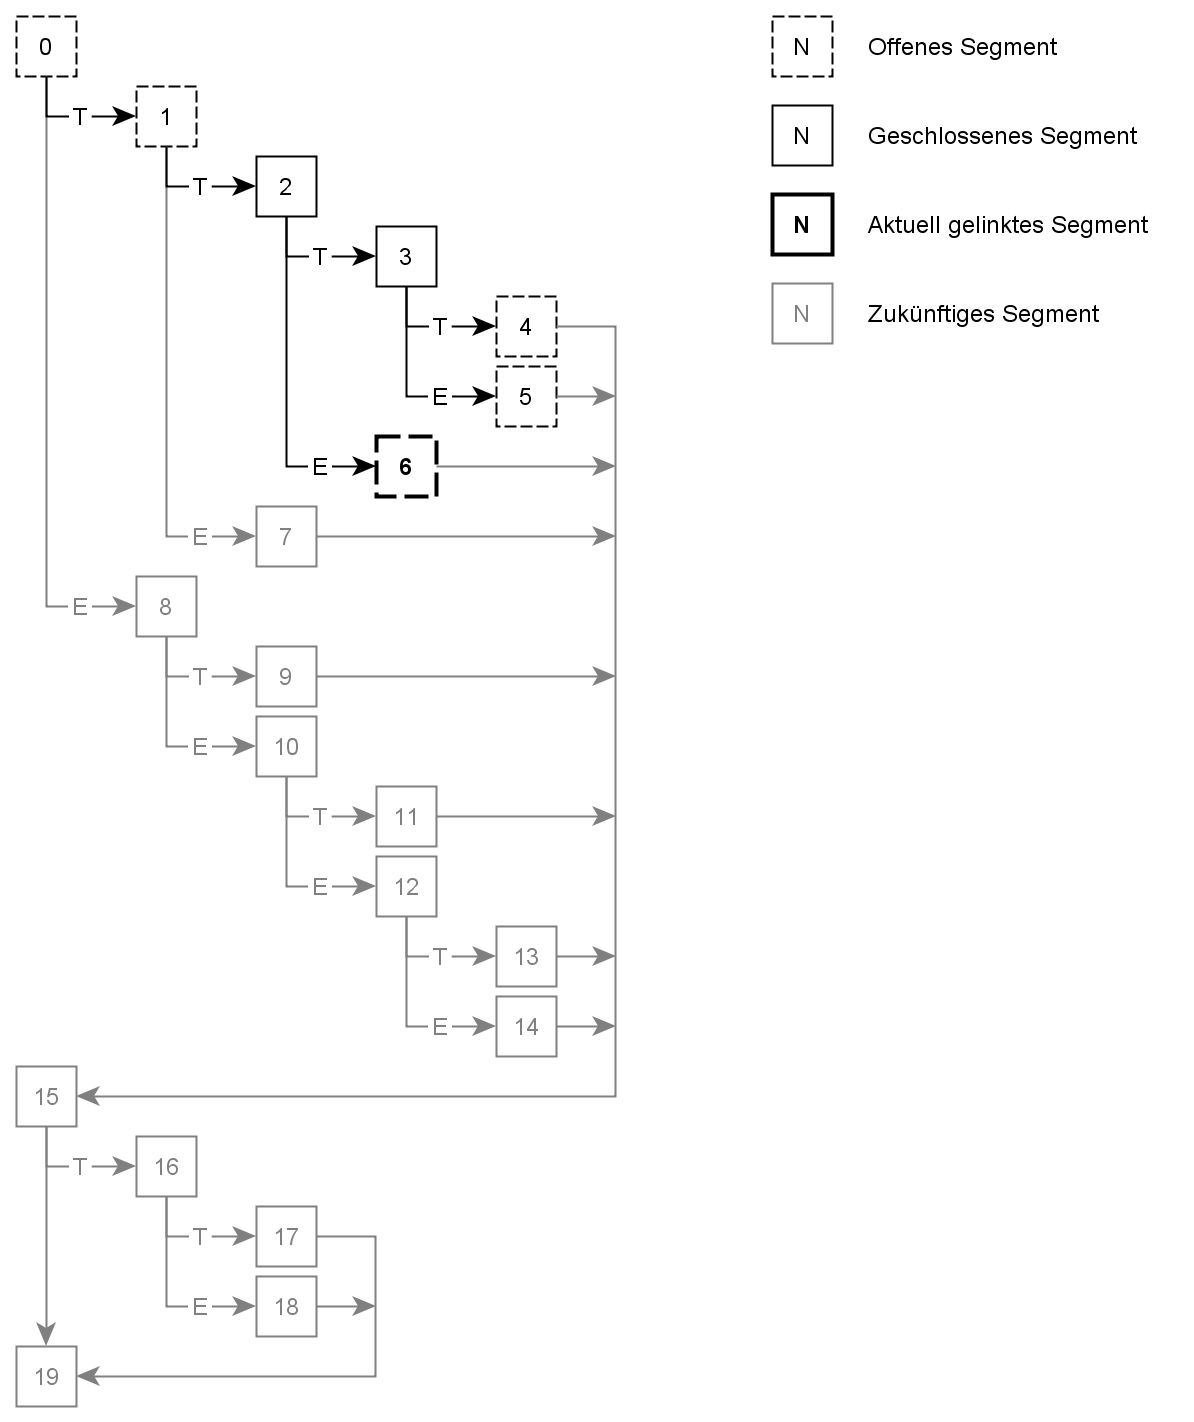 0
N Offenes Segment
T 1
N Geschlossenes Segment
T 2
N Aktuell gelinktes Segment
T 3
N Zukünftiges Segment
T 4
E 5
E 6
E 7
E 8
T 9
E 10
T 11
E 12
T 13
E 14
15
T 16
T 17
E 18
19